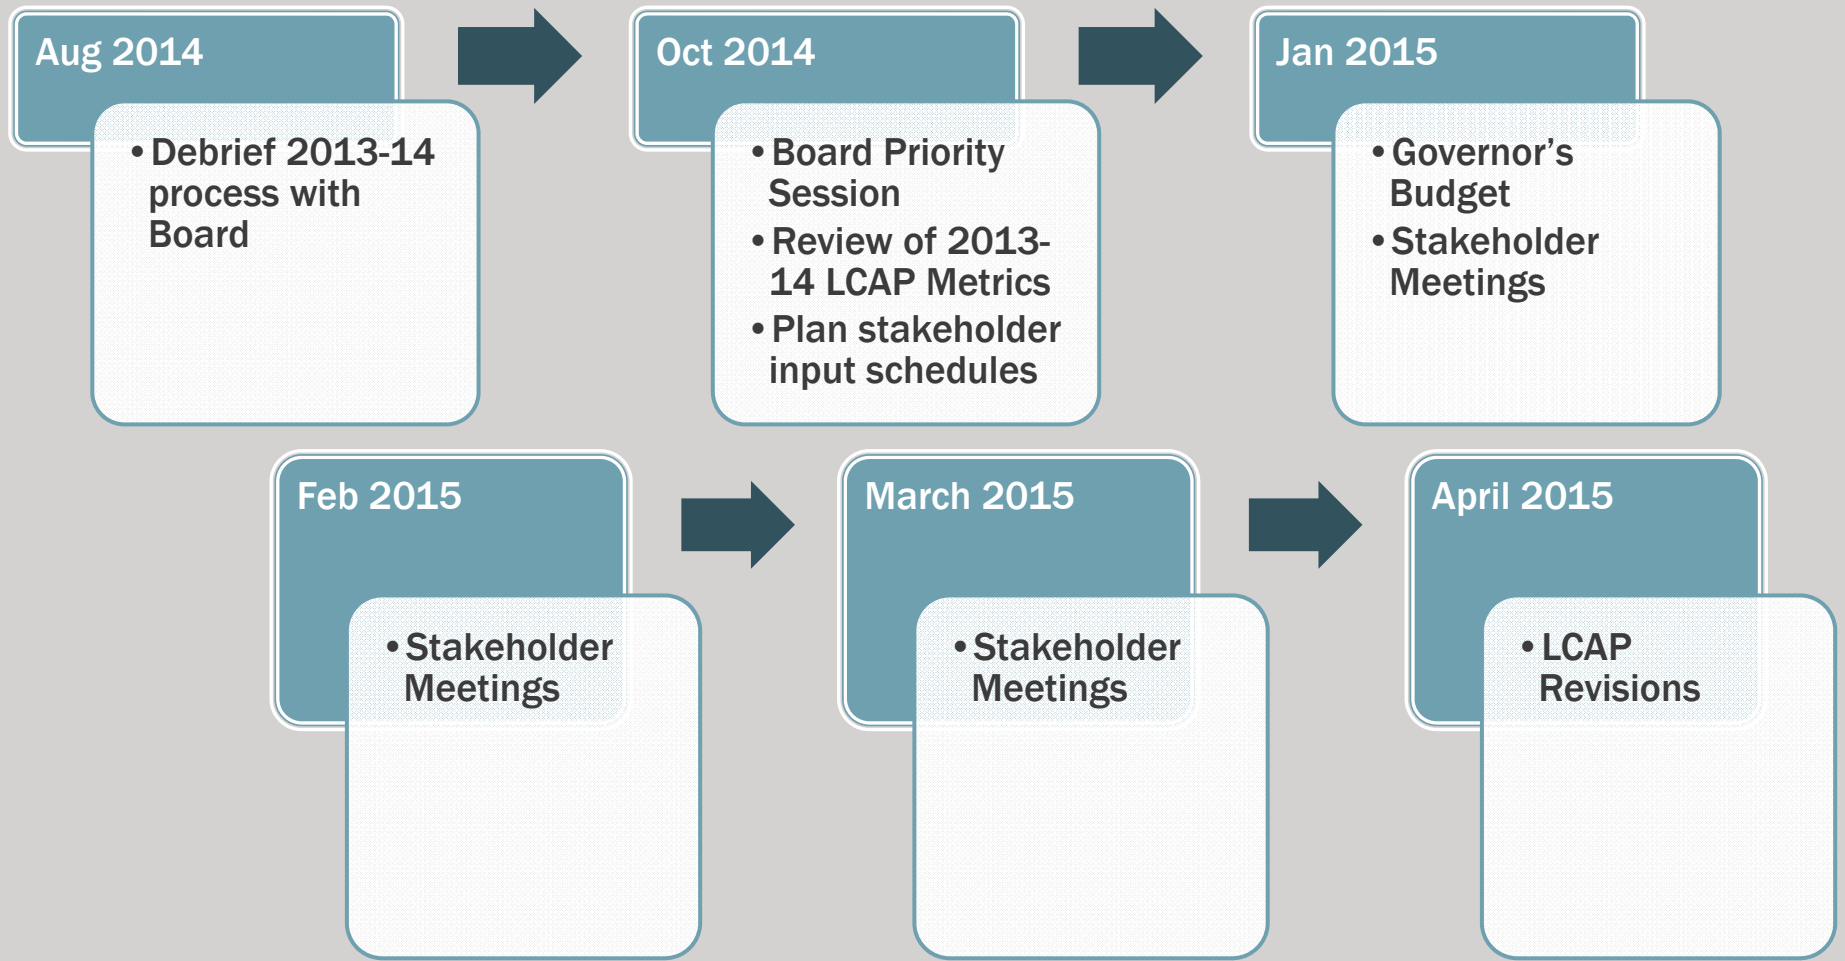 Aug 2014
• Debrief 2013-14
process with
Board
Oct 2014
• Board Priority
Session
• Review of 2013-
14 LCAP Metrics
• Plan stakeholder
input schedules
Jan 2015
• Governor’s
Budget
• Stakeholder
Meetings
Feb 2015
• Stakeholder
Meetings
March 2015
• Stakeholder
Meetings
April 2015
• LCAP
Revisions